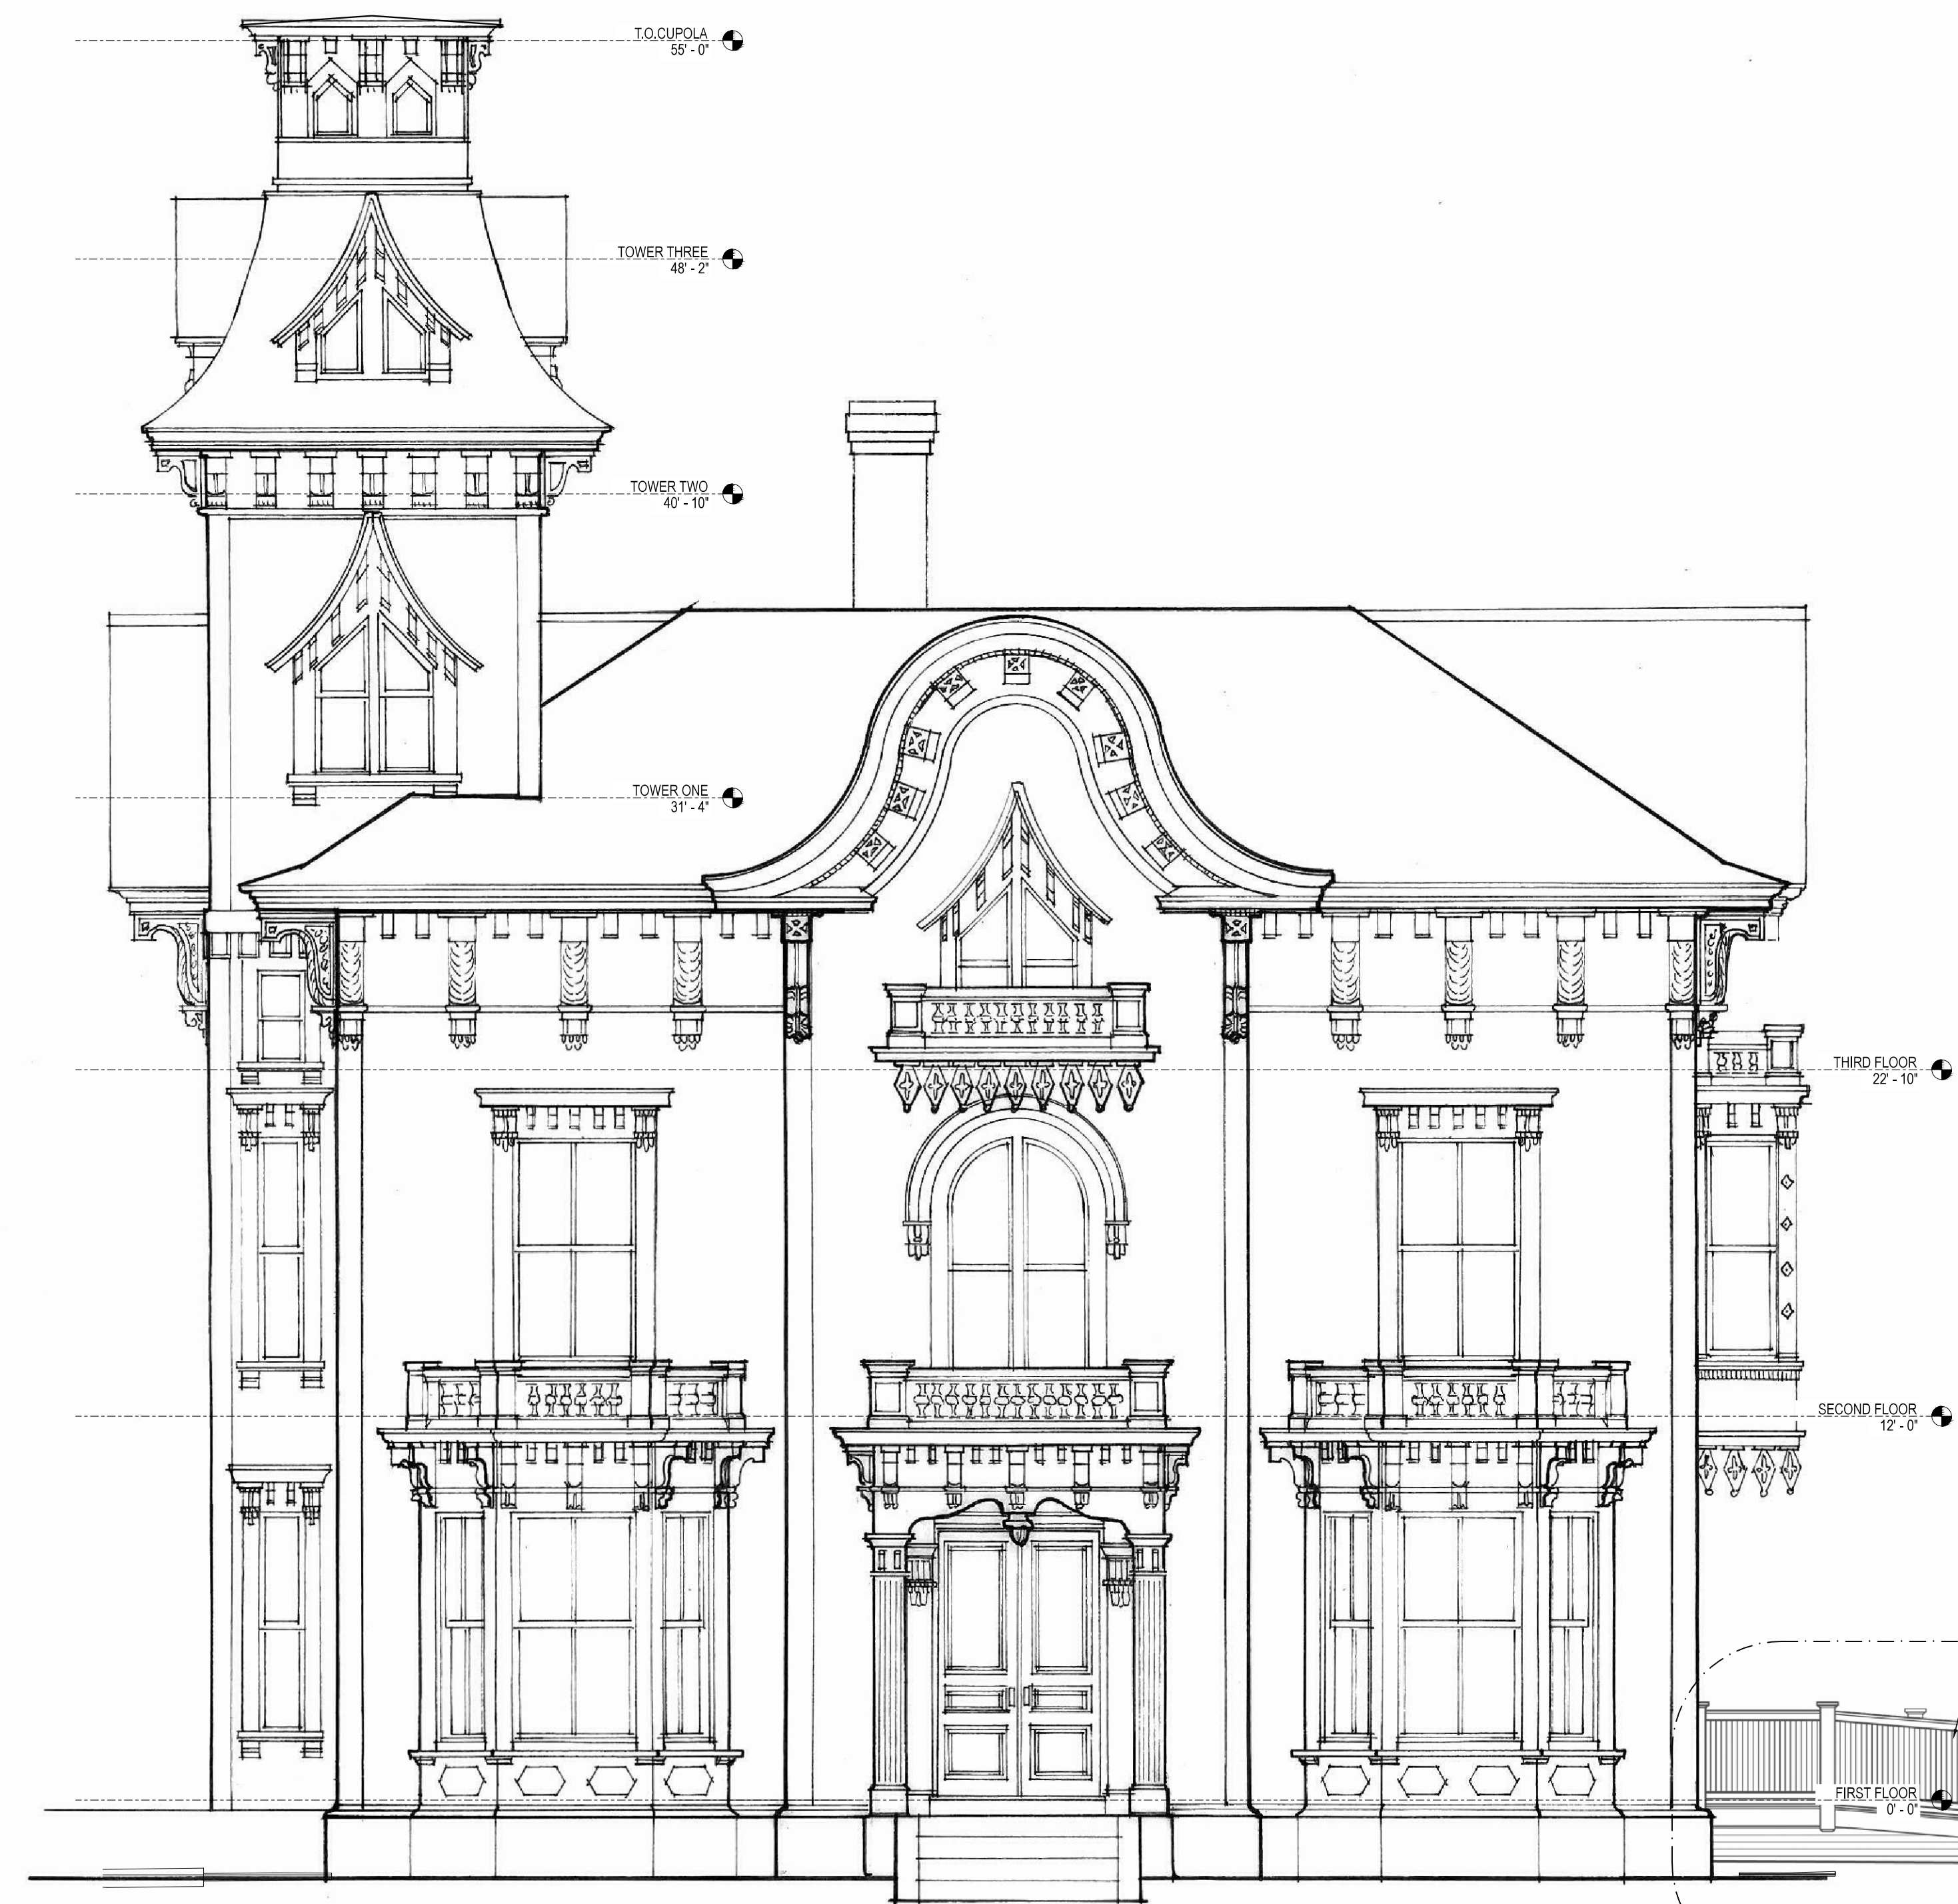 T.O.CUPOLA
55' - 0"
TOWER THREE
48' - 2"
TOWER TWO
40' - 10"
TOWER ONE
31' - 4"
THIRD FLOOR
22' - 10"
SECOND FLOOR
12' - 0"
FIRST FLOOR
0' - 0"